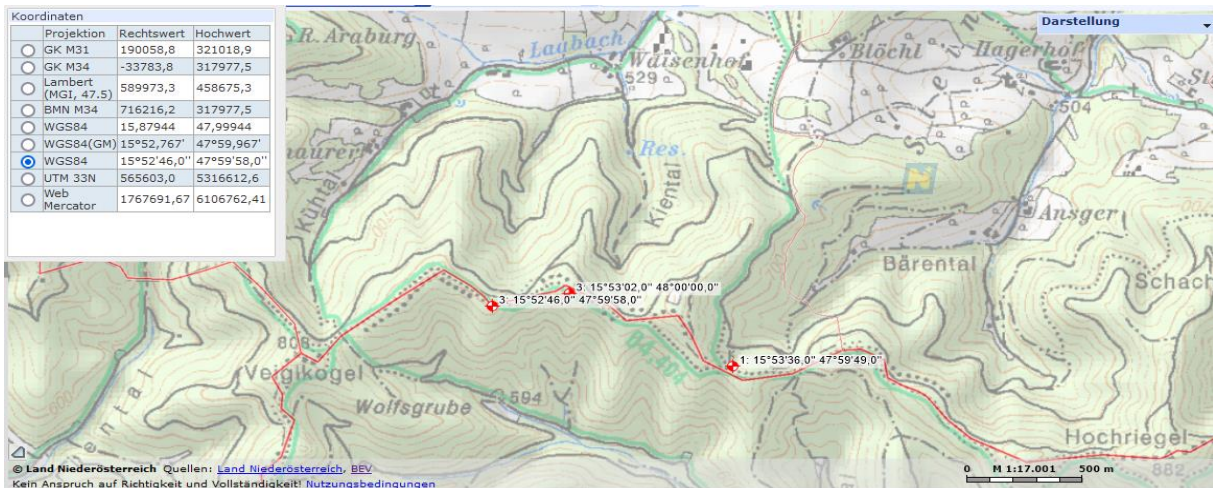 Koordinaten
Projektion Rechtswert Hochwert
GK M31 190058,8 321018,9
GK M34 -33783,8 317977,5
Lambert
(MGI, 47.5) 589973,3 458675,3
BMN M34 716216,2 317977,5
WGS84 15,87944 47,99944
WGS84(GM) 15°52,767' 47°59,967'
WGS84 15°52'46,0'' 47°59'58,0''
UTM 33N 565603,0 5316612,6
Web
Mercator 1767691,67 6106762,41
Darstellung
R. Araburg
Laabach
Waisenhof
529
Blöchl
Hagerhof
504
Res.
Kiental
Kühtal
Ansger
Bärental
Schach
3: 15°53'02,0'' 48°00'00,0''
3: 15°52'46,0'' 47°59'58,0''
1: 15°53'36,0'' 47°59'49,0''
04.404
808
Veiglkogel
Wolfsgrube
594
Hochriegel
882
© Land Niederösterreich Quellen: Land Niederösterreich, BEV
0 M 1:17.001 500 m
Kein Anspruch auf Richtigkeit und Vollständigkeit! Nutzungsbedingungen